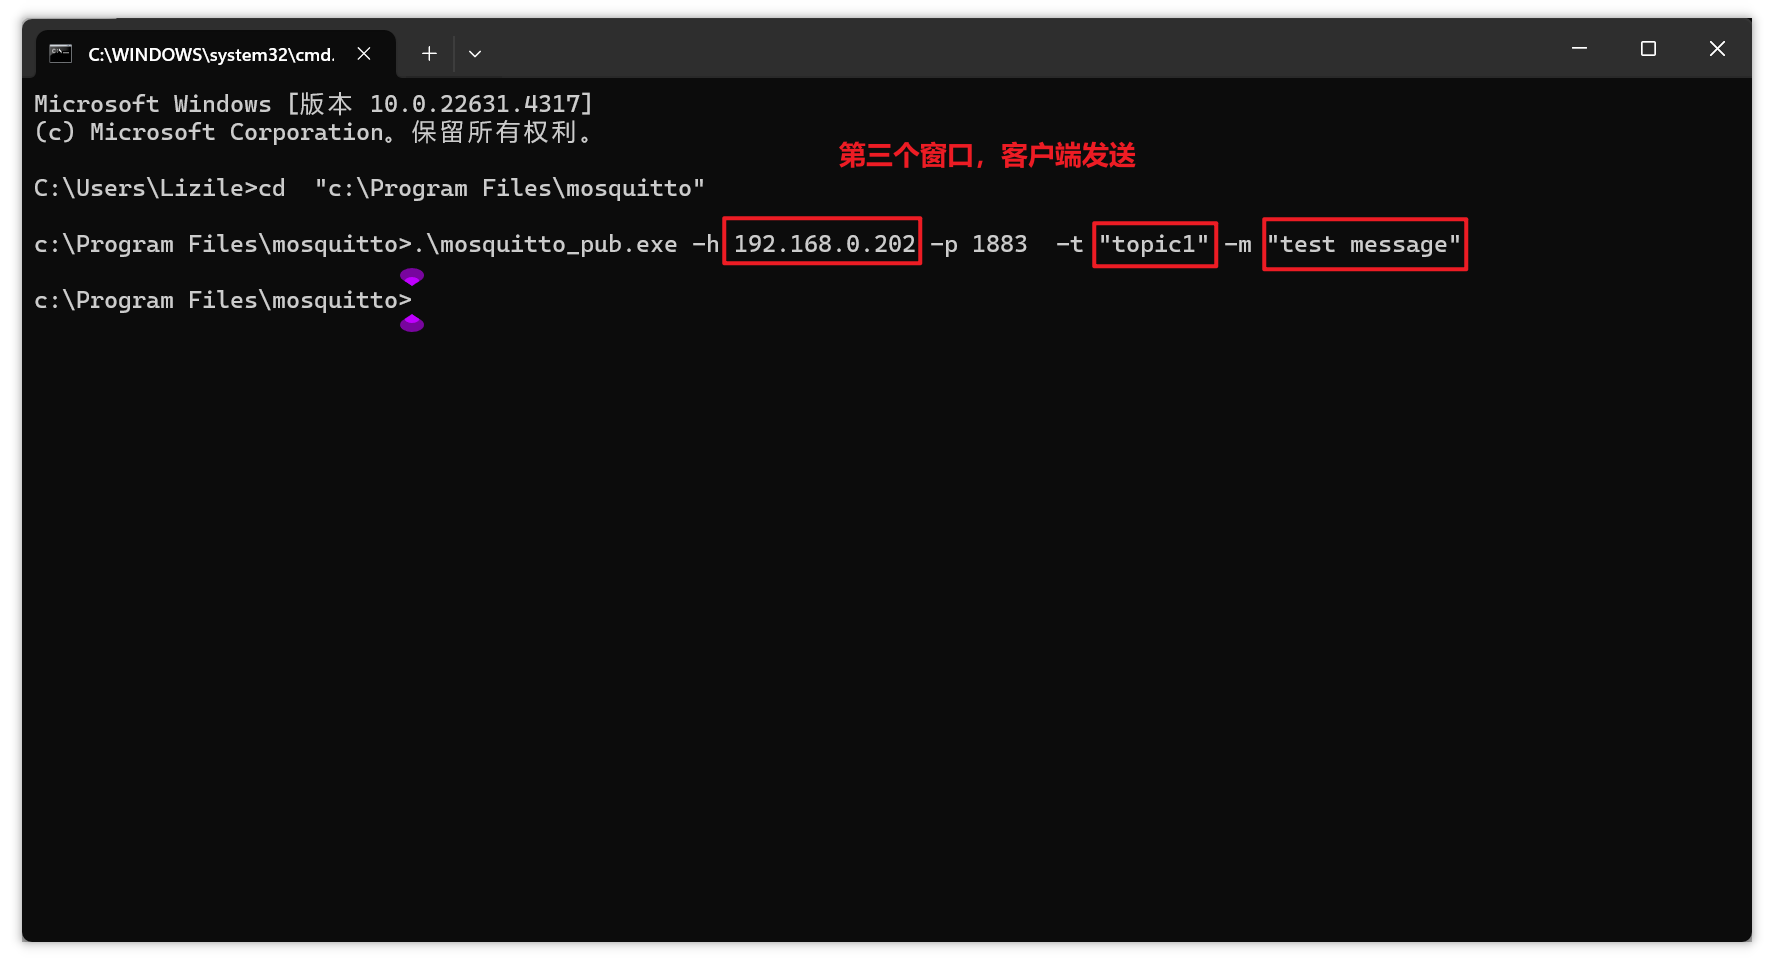 C:\WINDOWS\system32\cmd.
Microsoft Windows [版本 10.0.22631.4317]
(c) Microsoft Corporation。保留所有权利。
第三个窗口，客户端发送
C:\Users\Lizile>cd  "c:\Program Files\mosquitto"
c:\Program Files\mosquitto>.\mosquitto_pub.exe -h 192.168.0.202 -p 1883  -t "topic1" -m "test message"
c:\Program Files\mosquitto>